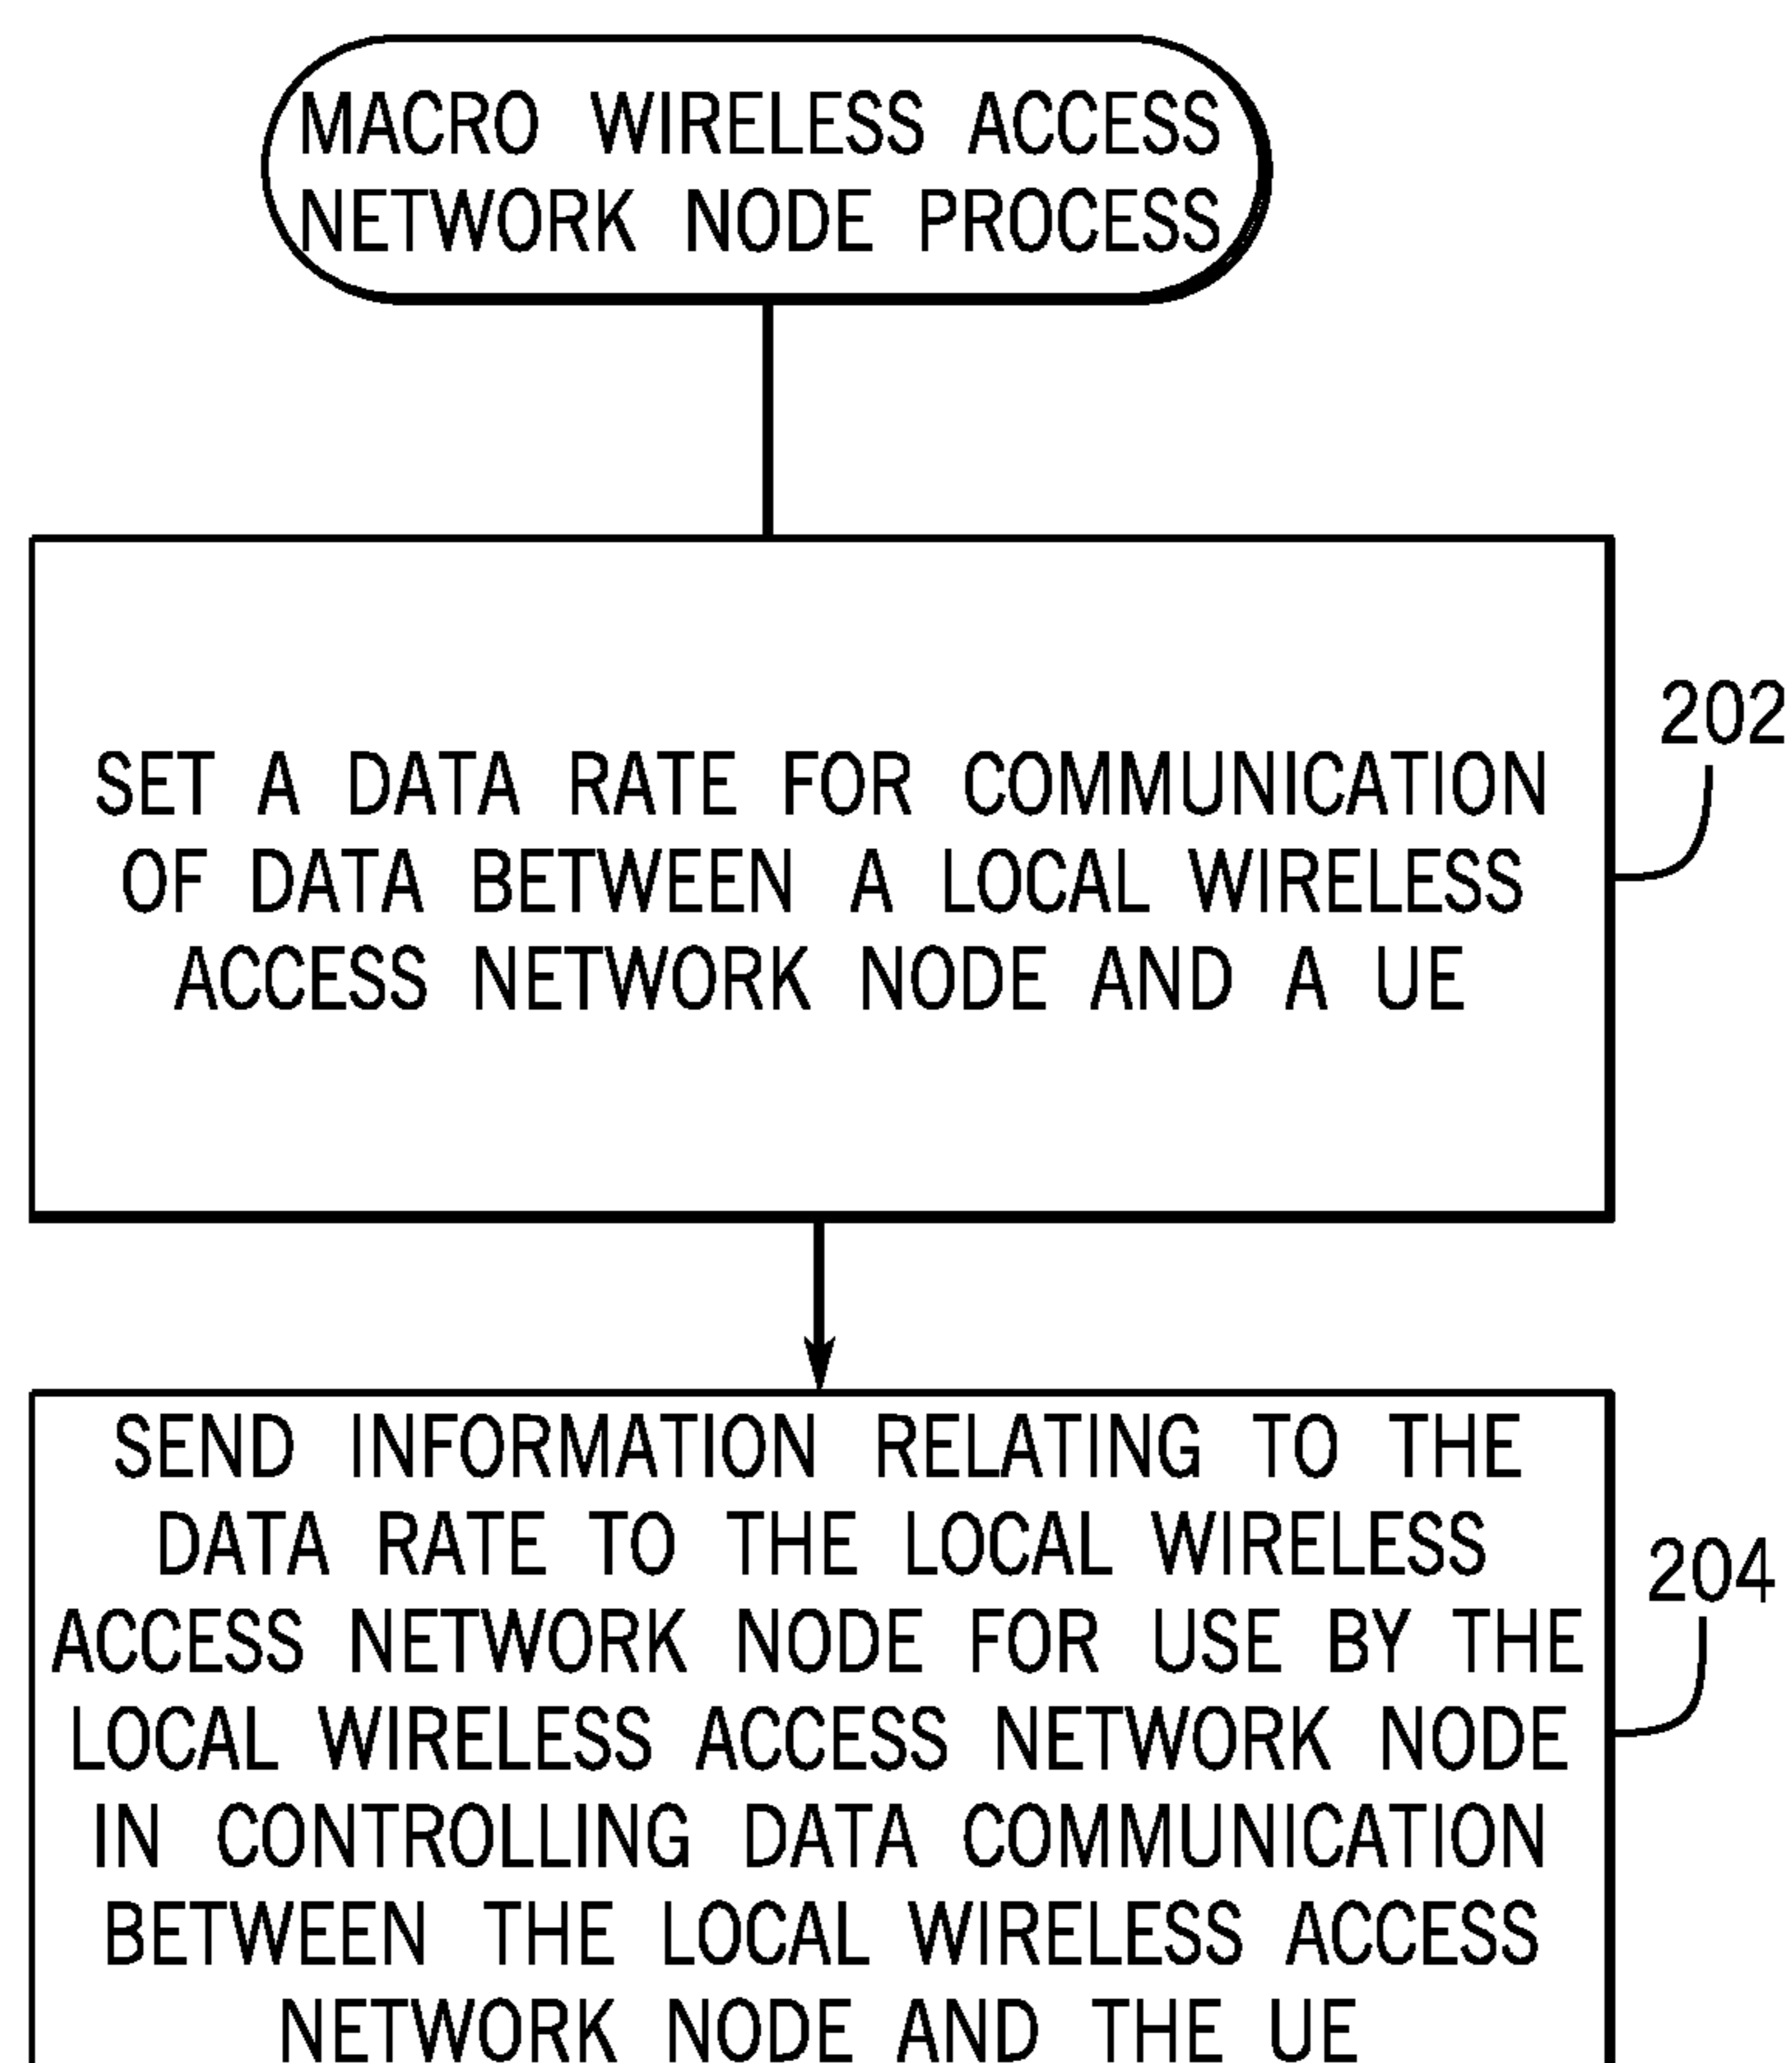 MACRO WIRELESS ACCESS
NETWORK NODE PROCESS
202
SET A DATA RATE FOR COMMUNICATION
OF DATA BETWEEN A LOCAL WIRELESS
ACCESS NETWORK NODE AND A UE
SEND INFORMATION RELATING TO THE
DATA RATE TO THE LOCAL WIRELESS
204
ACCESS NETWORK NODE FOR USE BY THE
LOCAL WIRELESS ACCESS NETWORK NODE
IN CONTROLLING DATA COMMUNICATION
BETWEEN THE LOCAL WIRELESS ACCESS
NETWORK NODE AND THE UE